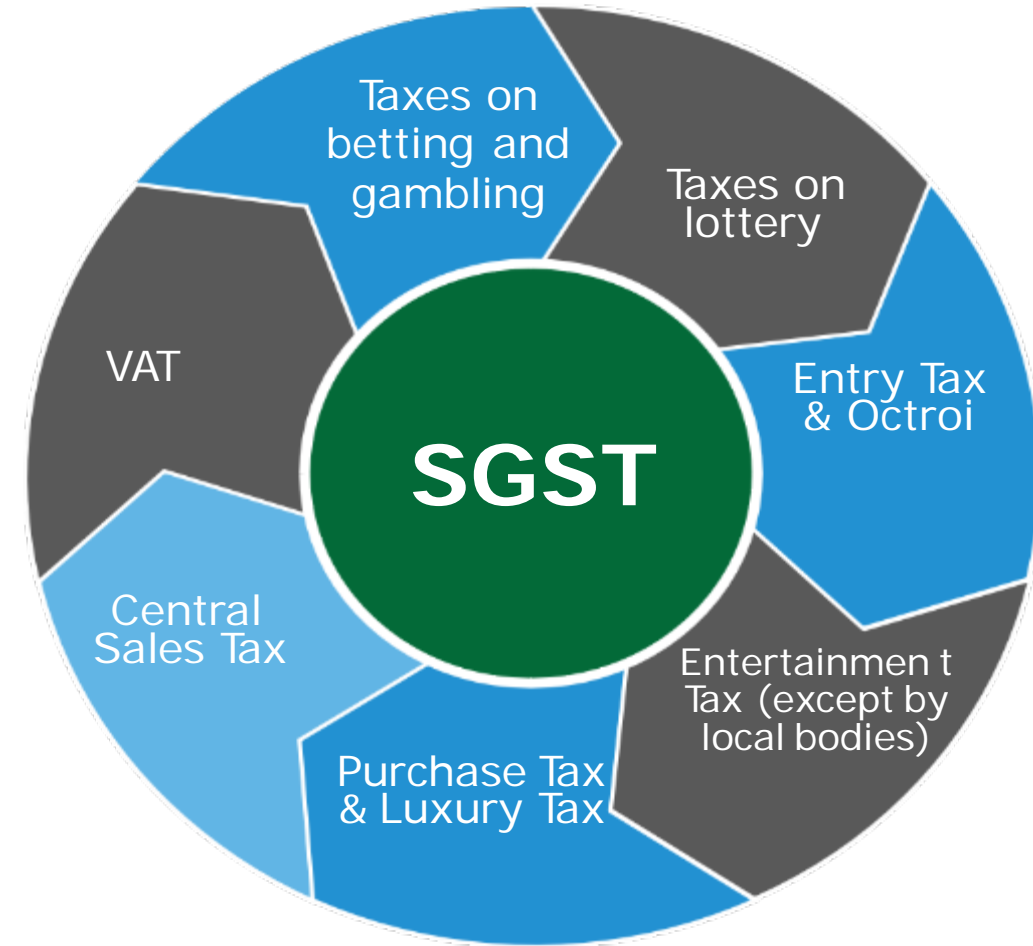 Taxes on
betting and
gambling
Taxes on
lottery
Entry Tax
& Octroi
Entertainmen t
Tax (except by
local bodies)
Purchase Tax
& Luxury Tax
Central
Sales Tax
VAT
SGST